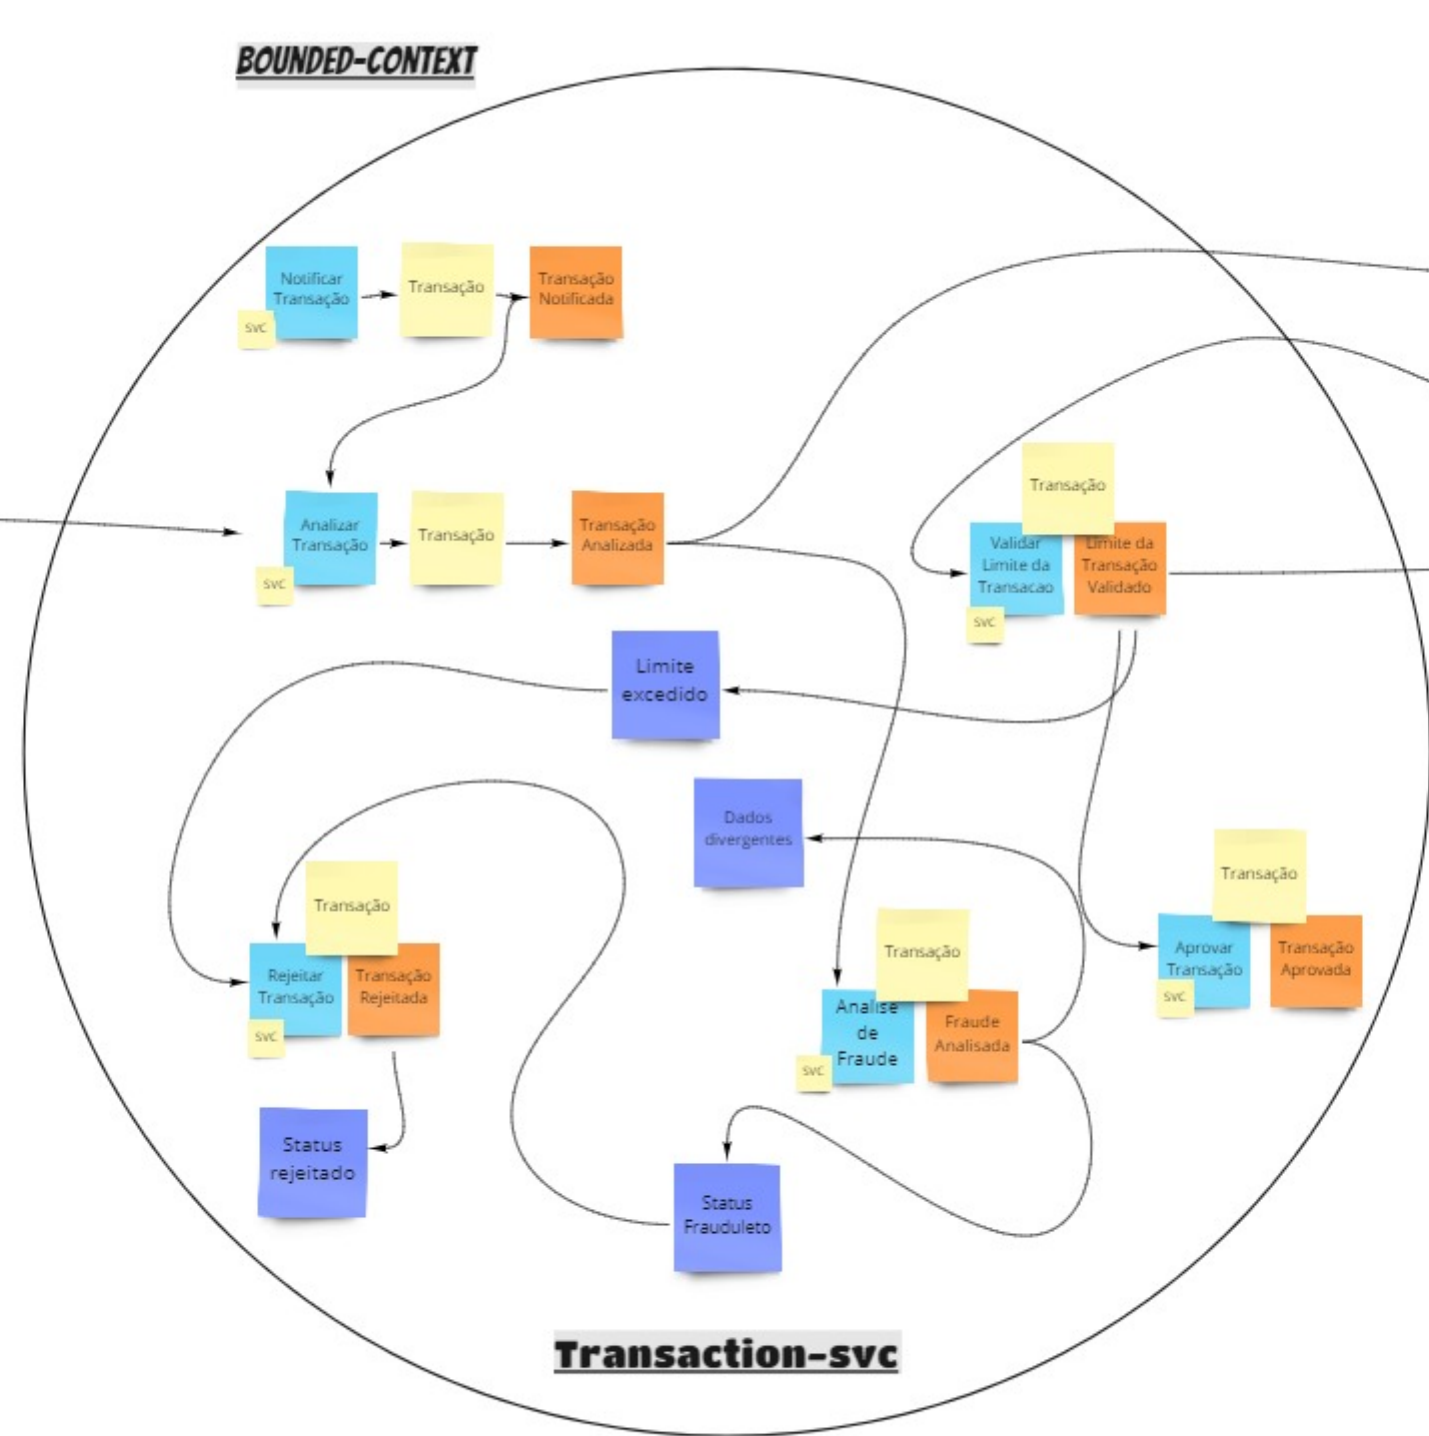 BOUNDED-CONTEXT
Notificar
Transação
svc
Transação
Transação
Notificada
Analizar
Transação
svc
Transação
Transação
Analizada
Transação
Validar
Limite da
Transacao
svc
Limite da
Transação
Validado
Limite
excedido
Dados
divergentes
Transação
Rejeitar
Transação
svc
Transação
Rejeitada
Status
rejeitado
Transação
Analise
de
Fraude
svc
Fraude
Analisada
Transação
Aprovar
Transação
svc
Transação
Aprovada
Status
Frauduleto
Transaction-svc